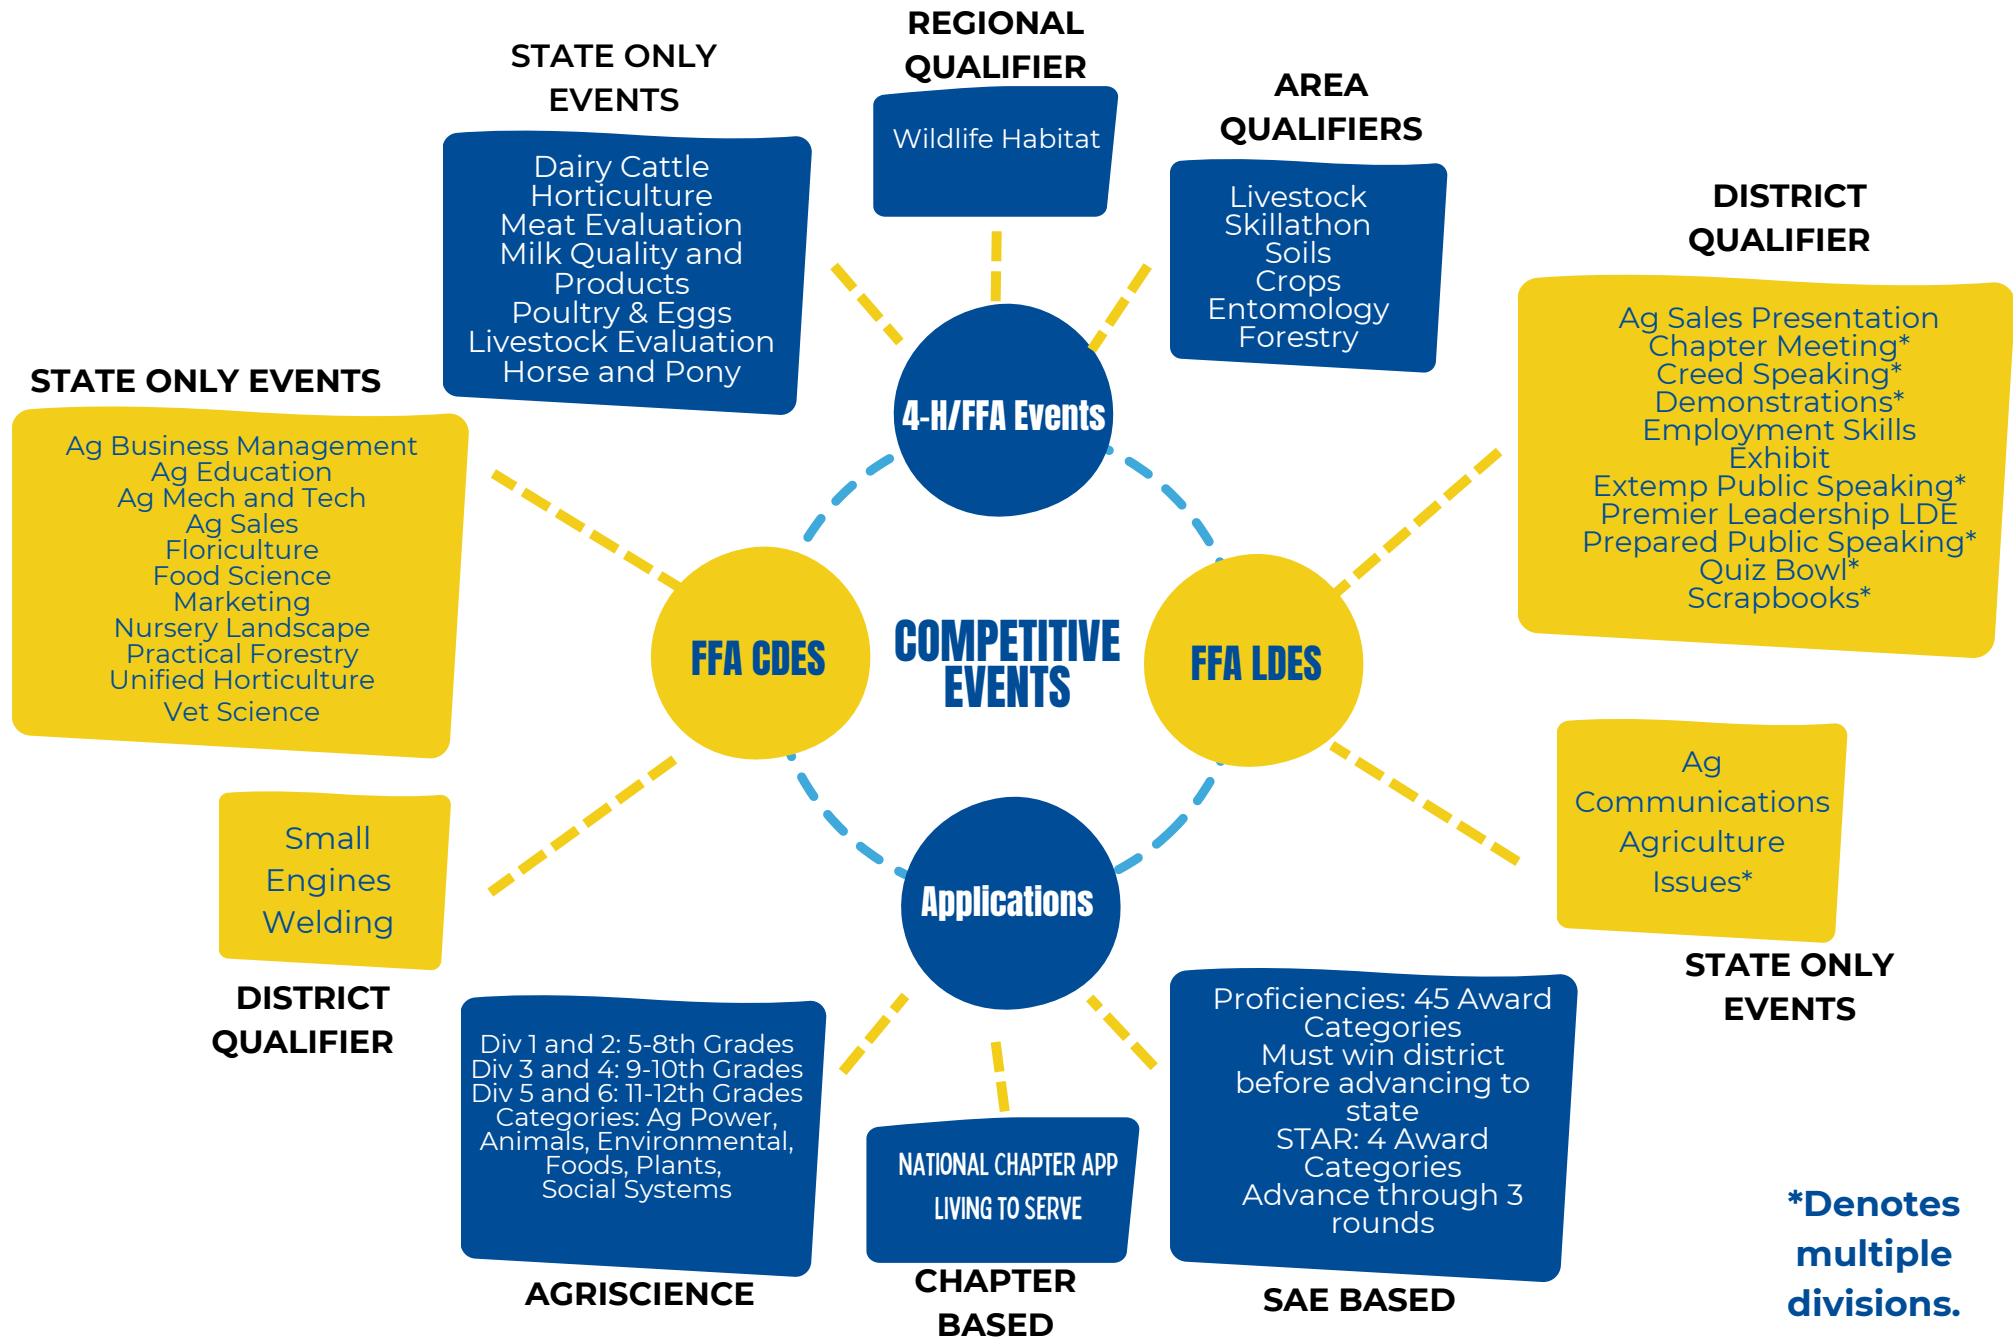 REGIONAL
QUALIFIER
Wildlife Habitat
STATE ONLY
EVENTS
Dairy Cattle
Horticulture
Meat Evaluation
Milk Quality and
Products
Poultry & Eggs
Livestock Evaluation
Horse and Pony
AREA
QUALIFIERS
Livestock
Skillathon
Soils
Crops
Entomology
Forestry
4-H/FFA Events
DISTRICT
QUALIFIER
Ag Sales Presentation
Chapter Meeting*
Creed Speaking*
Demonstrations*
Employment Skills
Exhibit
Extemp Public Speaking*
Premier Leadership LDE
Prepared Public Speaking*
Quiz Bowl*
Scrapbooks*
STATE ONLY EVENTS
Ag Business Management
Ag Education
Ag Mech and Tech
Ag Sales
Floriculture
Food Science
Marketing
Nursery Landscape
Practical Forestry
Unified Horticulture
Vet Science
FFA CDES
COMPETITIVE
EVENTS
FFA LDES
Small
Engines
Welding
DISTRICT
QUALIFIER
Ag
Communications
Agriculture
Issues*
STATE ONLY
EVENTS
Applications
Div 1 and 2: 5-8th Grades
Div 3 and 4: 9-10th Grades
Div 5 and 6: 11-12th Grades
Categories: Ag Power,
Animals, Environmental,
Foods, Plants,
Social Systems
AGRISCIENCE
NATIONAL CHAPTER APP
LIVING TO SERVE
CHAPTER
BASED
Proficiencies: 45 Award
Categories
Must win district
before advancing to
state
STAR: 4 Award
Categories
Advance through 3
rounds
SAE BASED
*Denotes
multiple
divisions.